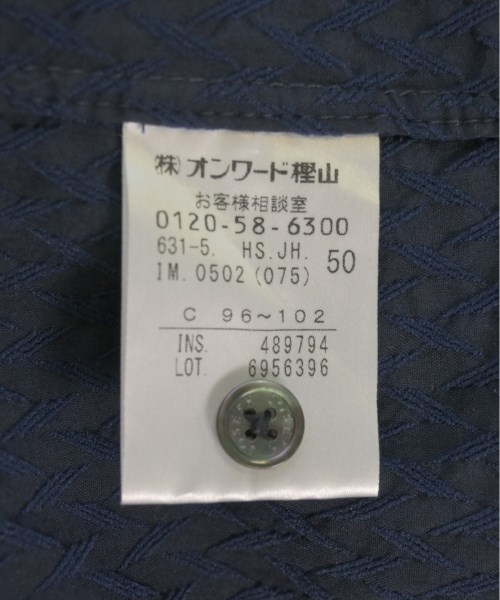 (株)オンワード樫山
お客様相談室
0120-58-6300
631-5. HS.JH. 50
IM.0502(075)
C 96~102
INS. 489794
LOT. 6956396